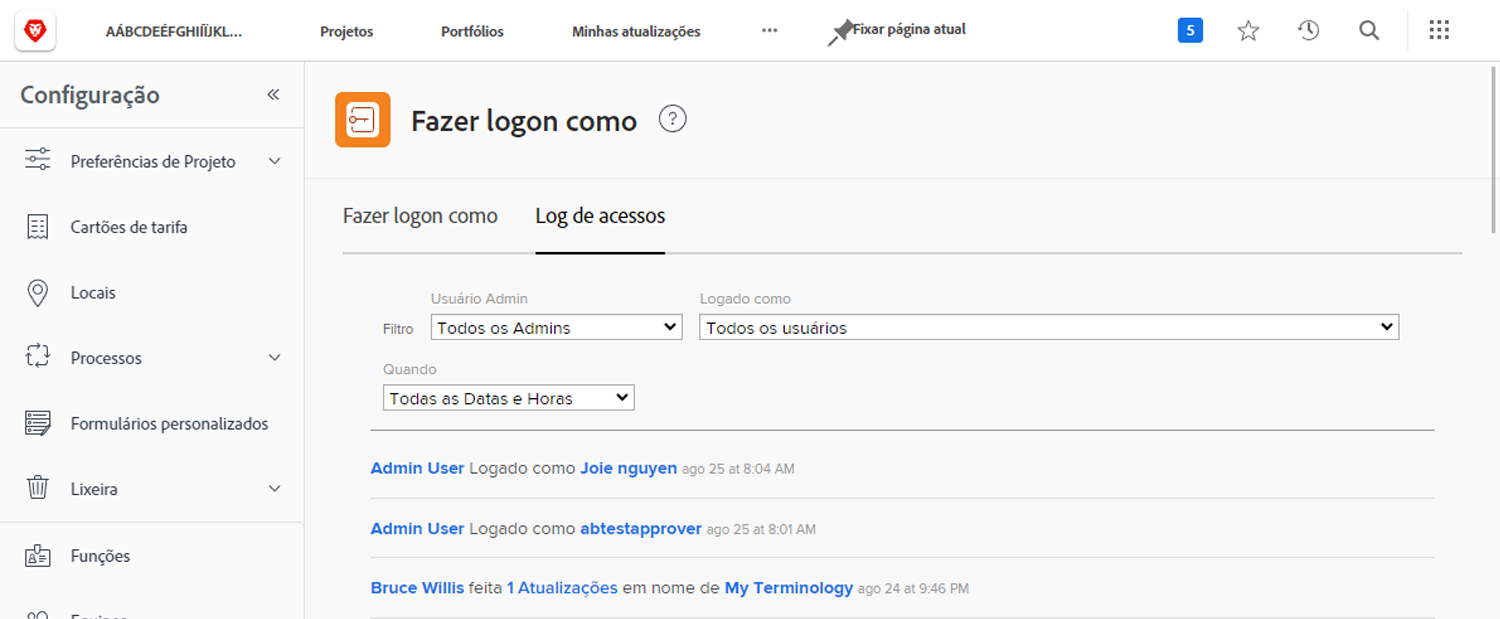 AÁBCDEÉFGHIÍÏJKL...
Projetos
Portfólios
Minhas atualizações
Fixar página atual
5
Configuração
Preferências de Projeto
Cartões de tarifa
Locais
Processos
Formulários personalizados
Lixeira
Funções
Fazer logon como
?
Fazer logon como
Log de acessos
Usuário Admin
Logado como
Filtro
Todos os Admins
Todos os usuários
Quando
Todas as Datas e Horas
Admin User Logado como Joie nguyen ago 25 at 8:04 AM
Admin User Logado como abtestapprover ago 25 at 8:01 AM
Bruce Willis feita 1 Atualizações em nome de My Terminology ago 24 at 9:46 PM